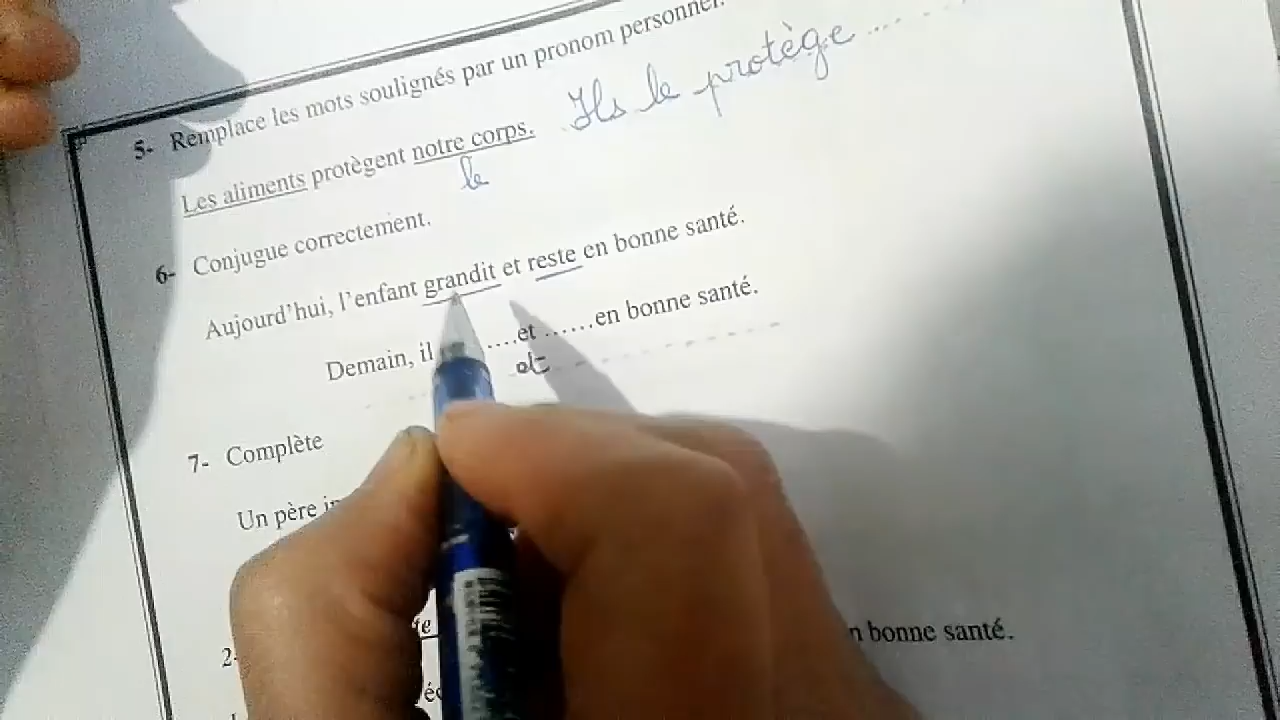 5- Remplace les mots soulignés par un pronom personnel.
Les aliments protègent notre corps. Ils le protège ........
le
6- Conjugue correctement.
Aujourd'hui, l'enfant grandit et reste en bonne santé.
Demain, il ....et ......en bonne santé.
et
7- Complète
Un père
2-
n bonne santé.